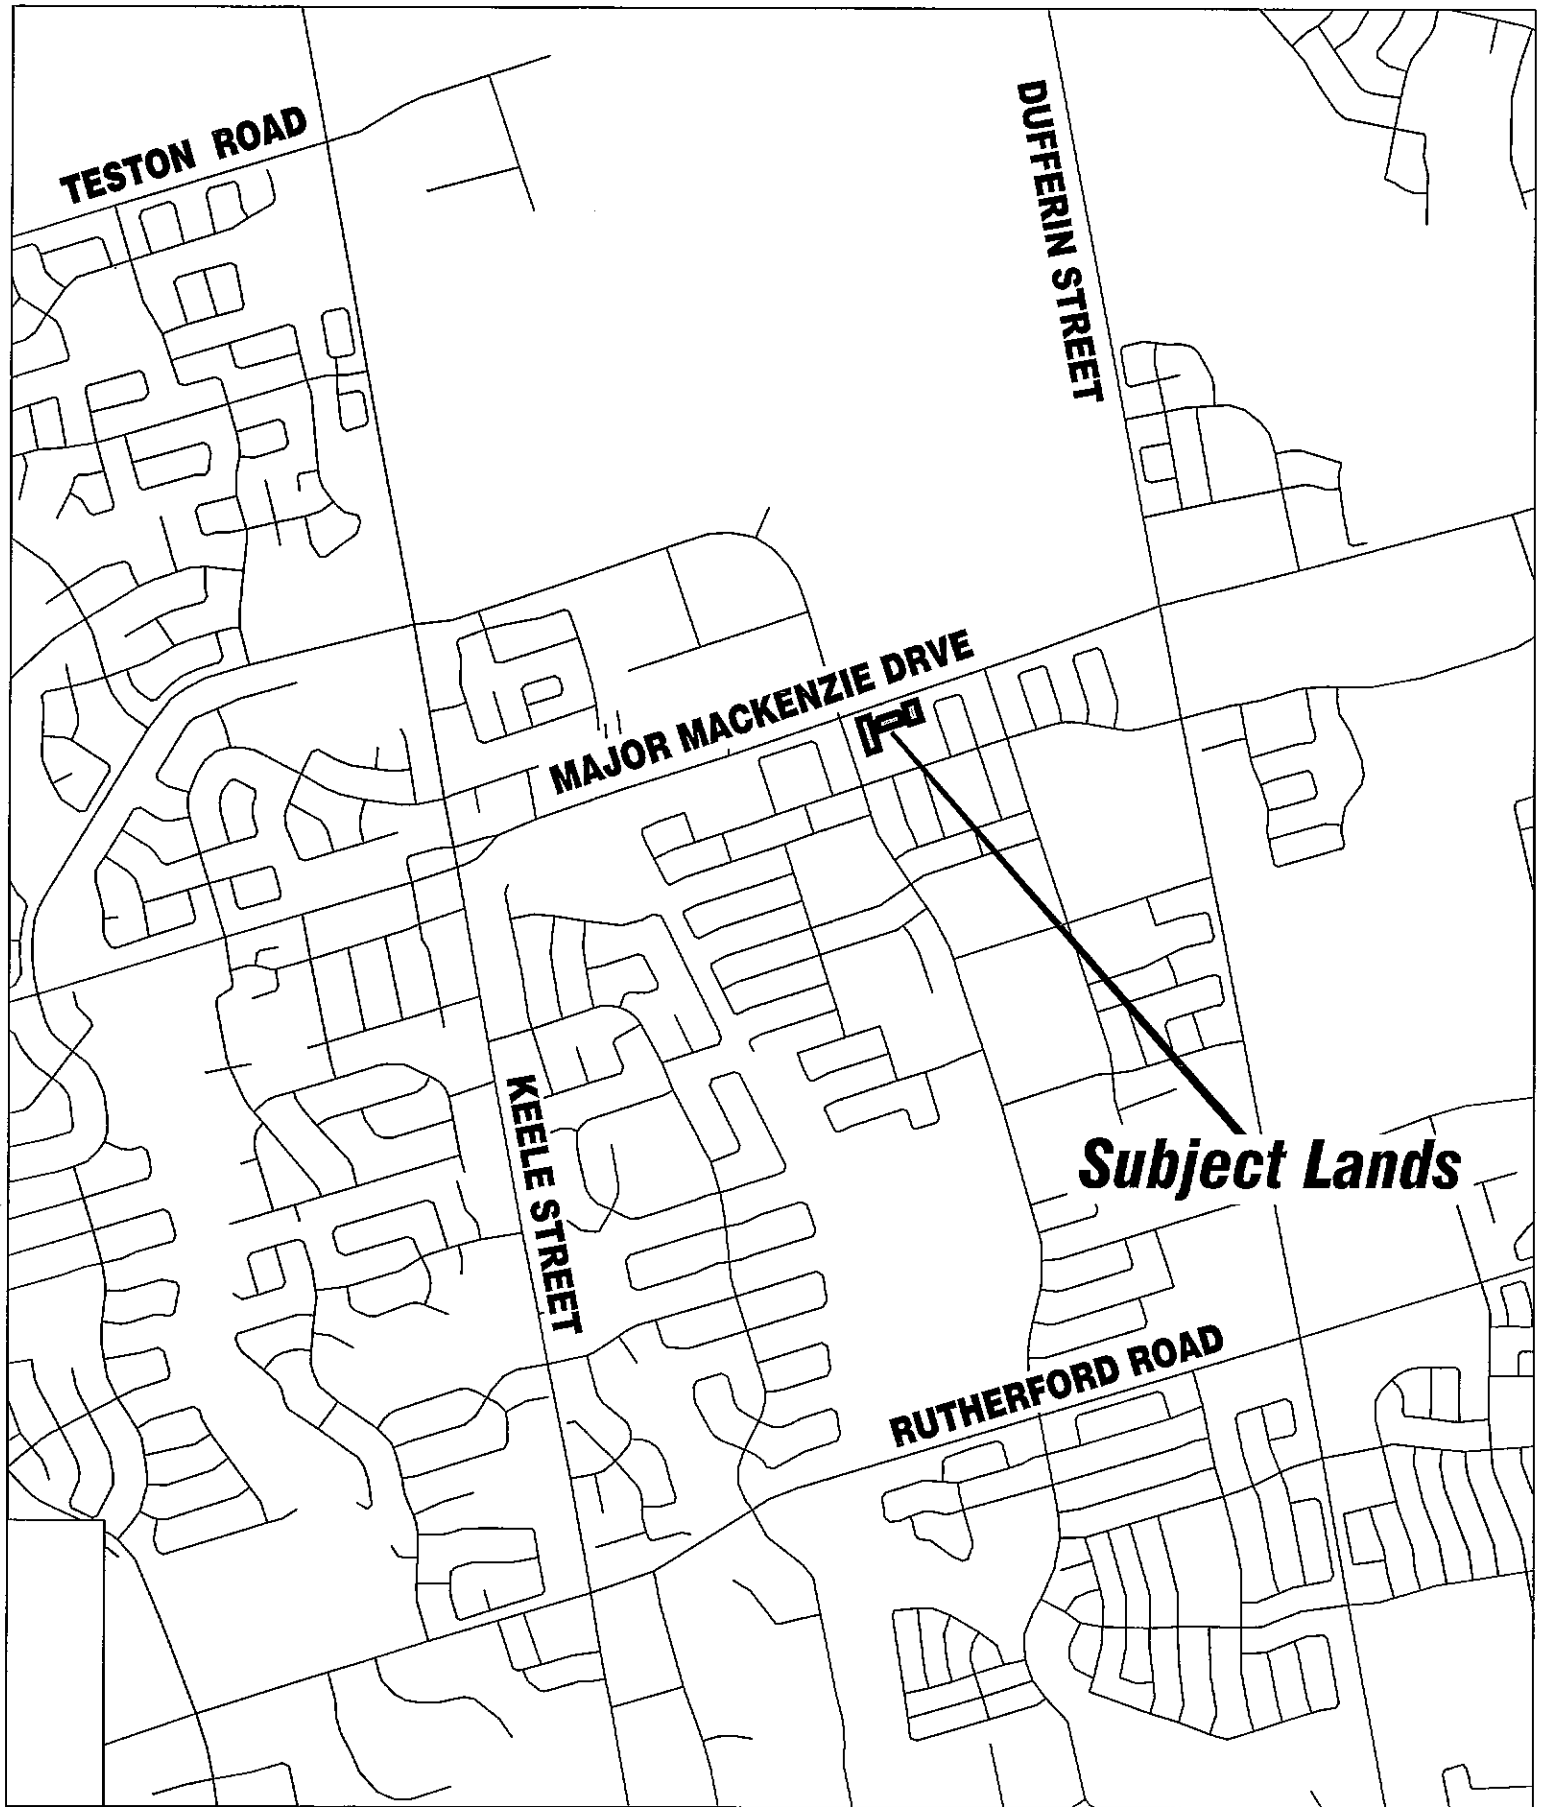 TESTON ROAD
DUFFERIN STREET
MAJOR MACKENZIE DRVE
KEELE STREET
Subject Lands
RUTHERFORD ROAD